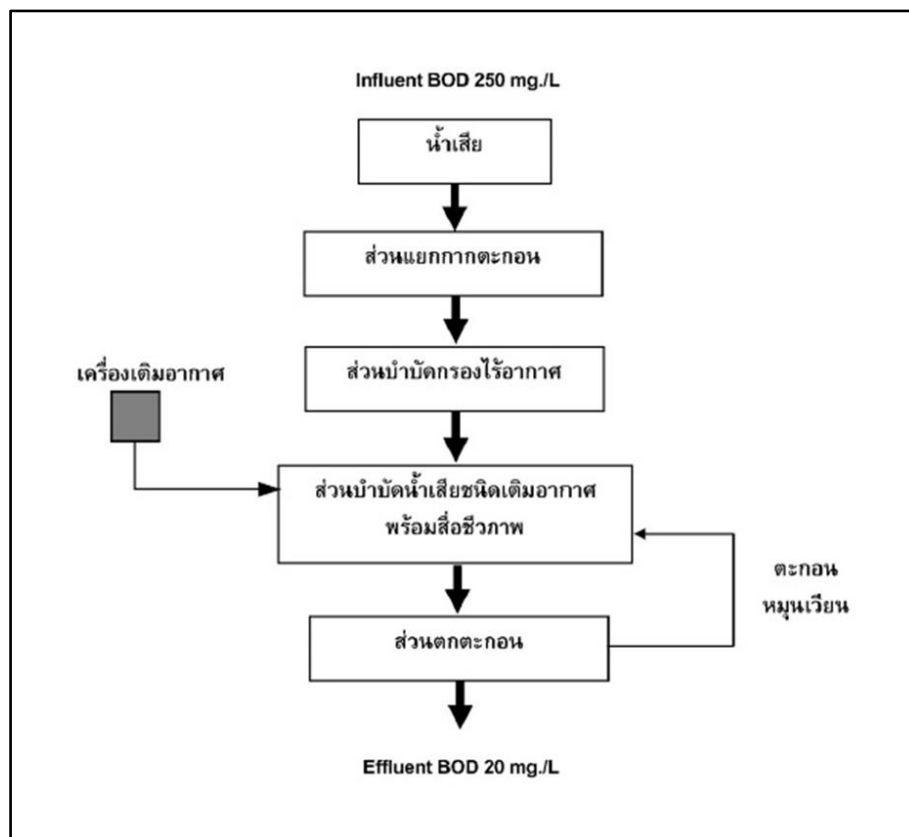 Influent BOD 250 mg./L
น้ำเสีย
ส่วนแยกกากตะกอน
ส่วนบำบัดกรองไร้อากาศ
เครื่องเติมอากาศ
ส่วนบำบัดน้ำเสียชนิดเติมอากาศ
พร้อมสื่อชีวภาพ
ตะกอน
หมุนเวียน
ส่วนตกตะกอน
Effluent BOD 20 mg./L